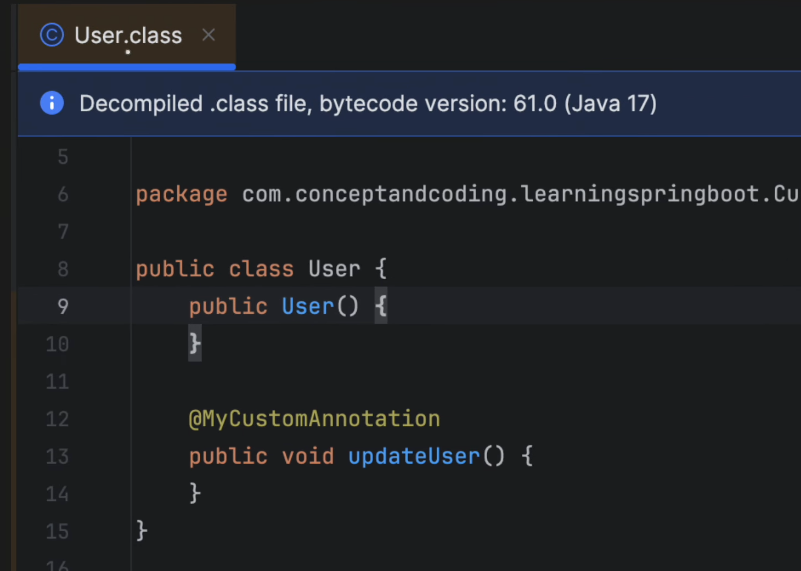 User.class
Decompiled .class file, bytecode version: 61.0 (Java 17)
5
6 package com.conceptandcoding.learningspringboot.Cu
7
8 public class User {
9 public User() {
10 }
11
12 @MyCustomAnnotation
13 public void updateUser() {
14 }
15 }
16